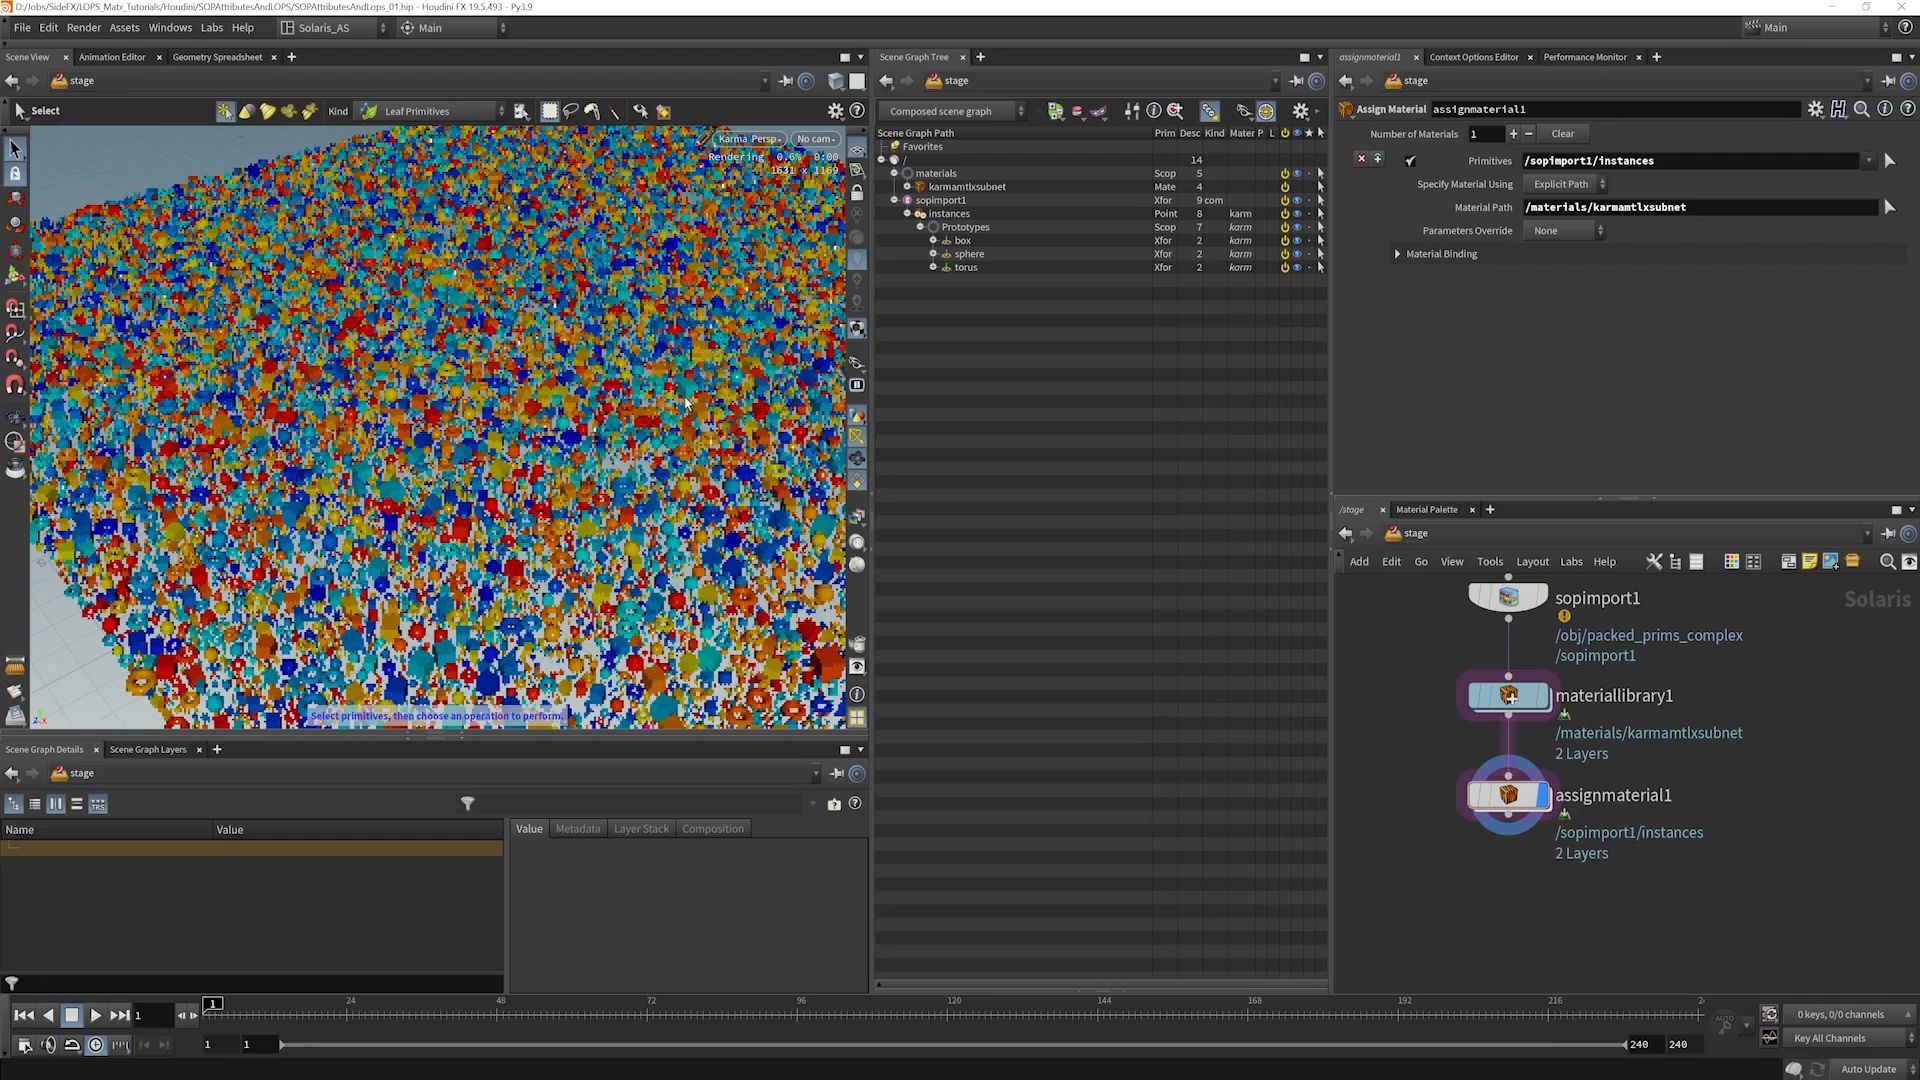 D:/Jobs/SideFX/LOPS_Matx_Tutorials/Houdini/SOPAttributesAndLOPS/SOPAttributesAndLops_01.hip - Houdini FX 19.5.493 - Py3.9
File Edit Render Assets Windows Labs Help Solaris_AS Main Main
Scene View Animation Editor Geometry Spreadsheet
stage
Select Kind Leaf Primitives
Karma Persp No cam
Rendering 0.6% 0:00
1631 x 1169
Select primitives, then choose an operation to perform.
Scene Graph Tree
stage
Composed scene graph
Scene Graph Path Prim Desc Kind Mater P L
Favorites
/ 14
materials Scop 5
karmamtlxsubnet Mate 4
sopimport1 Xfor 9 com
instances Point 8 karm
Prototypes Scop 7 karm
box Xfor 2 karm
sphere Xfor 2 karm
torus Xfor 2 karm
assignmaterial1 Context Options Editor Performance Monitor
stage
Assign Material assignmaterial1
Number of Materials 1 Clear
Primitives /sopimport1/instances
Specify Material Using Explicit Path
Material Path /materials/karmamtlxsubnet
Parameters Override None
Material Binding
/stage Material Palette
stage
Add Edit Go View Tools Layout Labs Help
Solaris
sopimport1
/obj/packed_prims_complex
/sopimport1
materiallibrary1
/materials/karmamtlxsubnet
2 Layers
assignmaterial1
/sopimport1/instances
2 Layers
Scene Graph Details Scene Graph Layers
stage
Name Value
Value Metadata Layer Stack Composition
1 24 48 72 96 120 144 168 192 216
1
1 1 240 240
AUTO
0 keys, 0/0 channels
Key All Channels
Auto Update